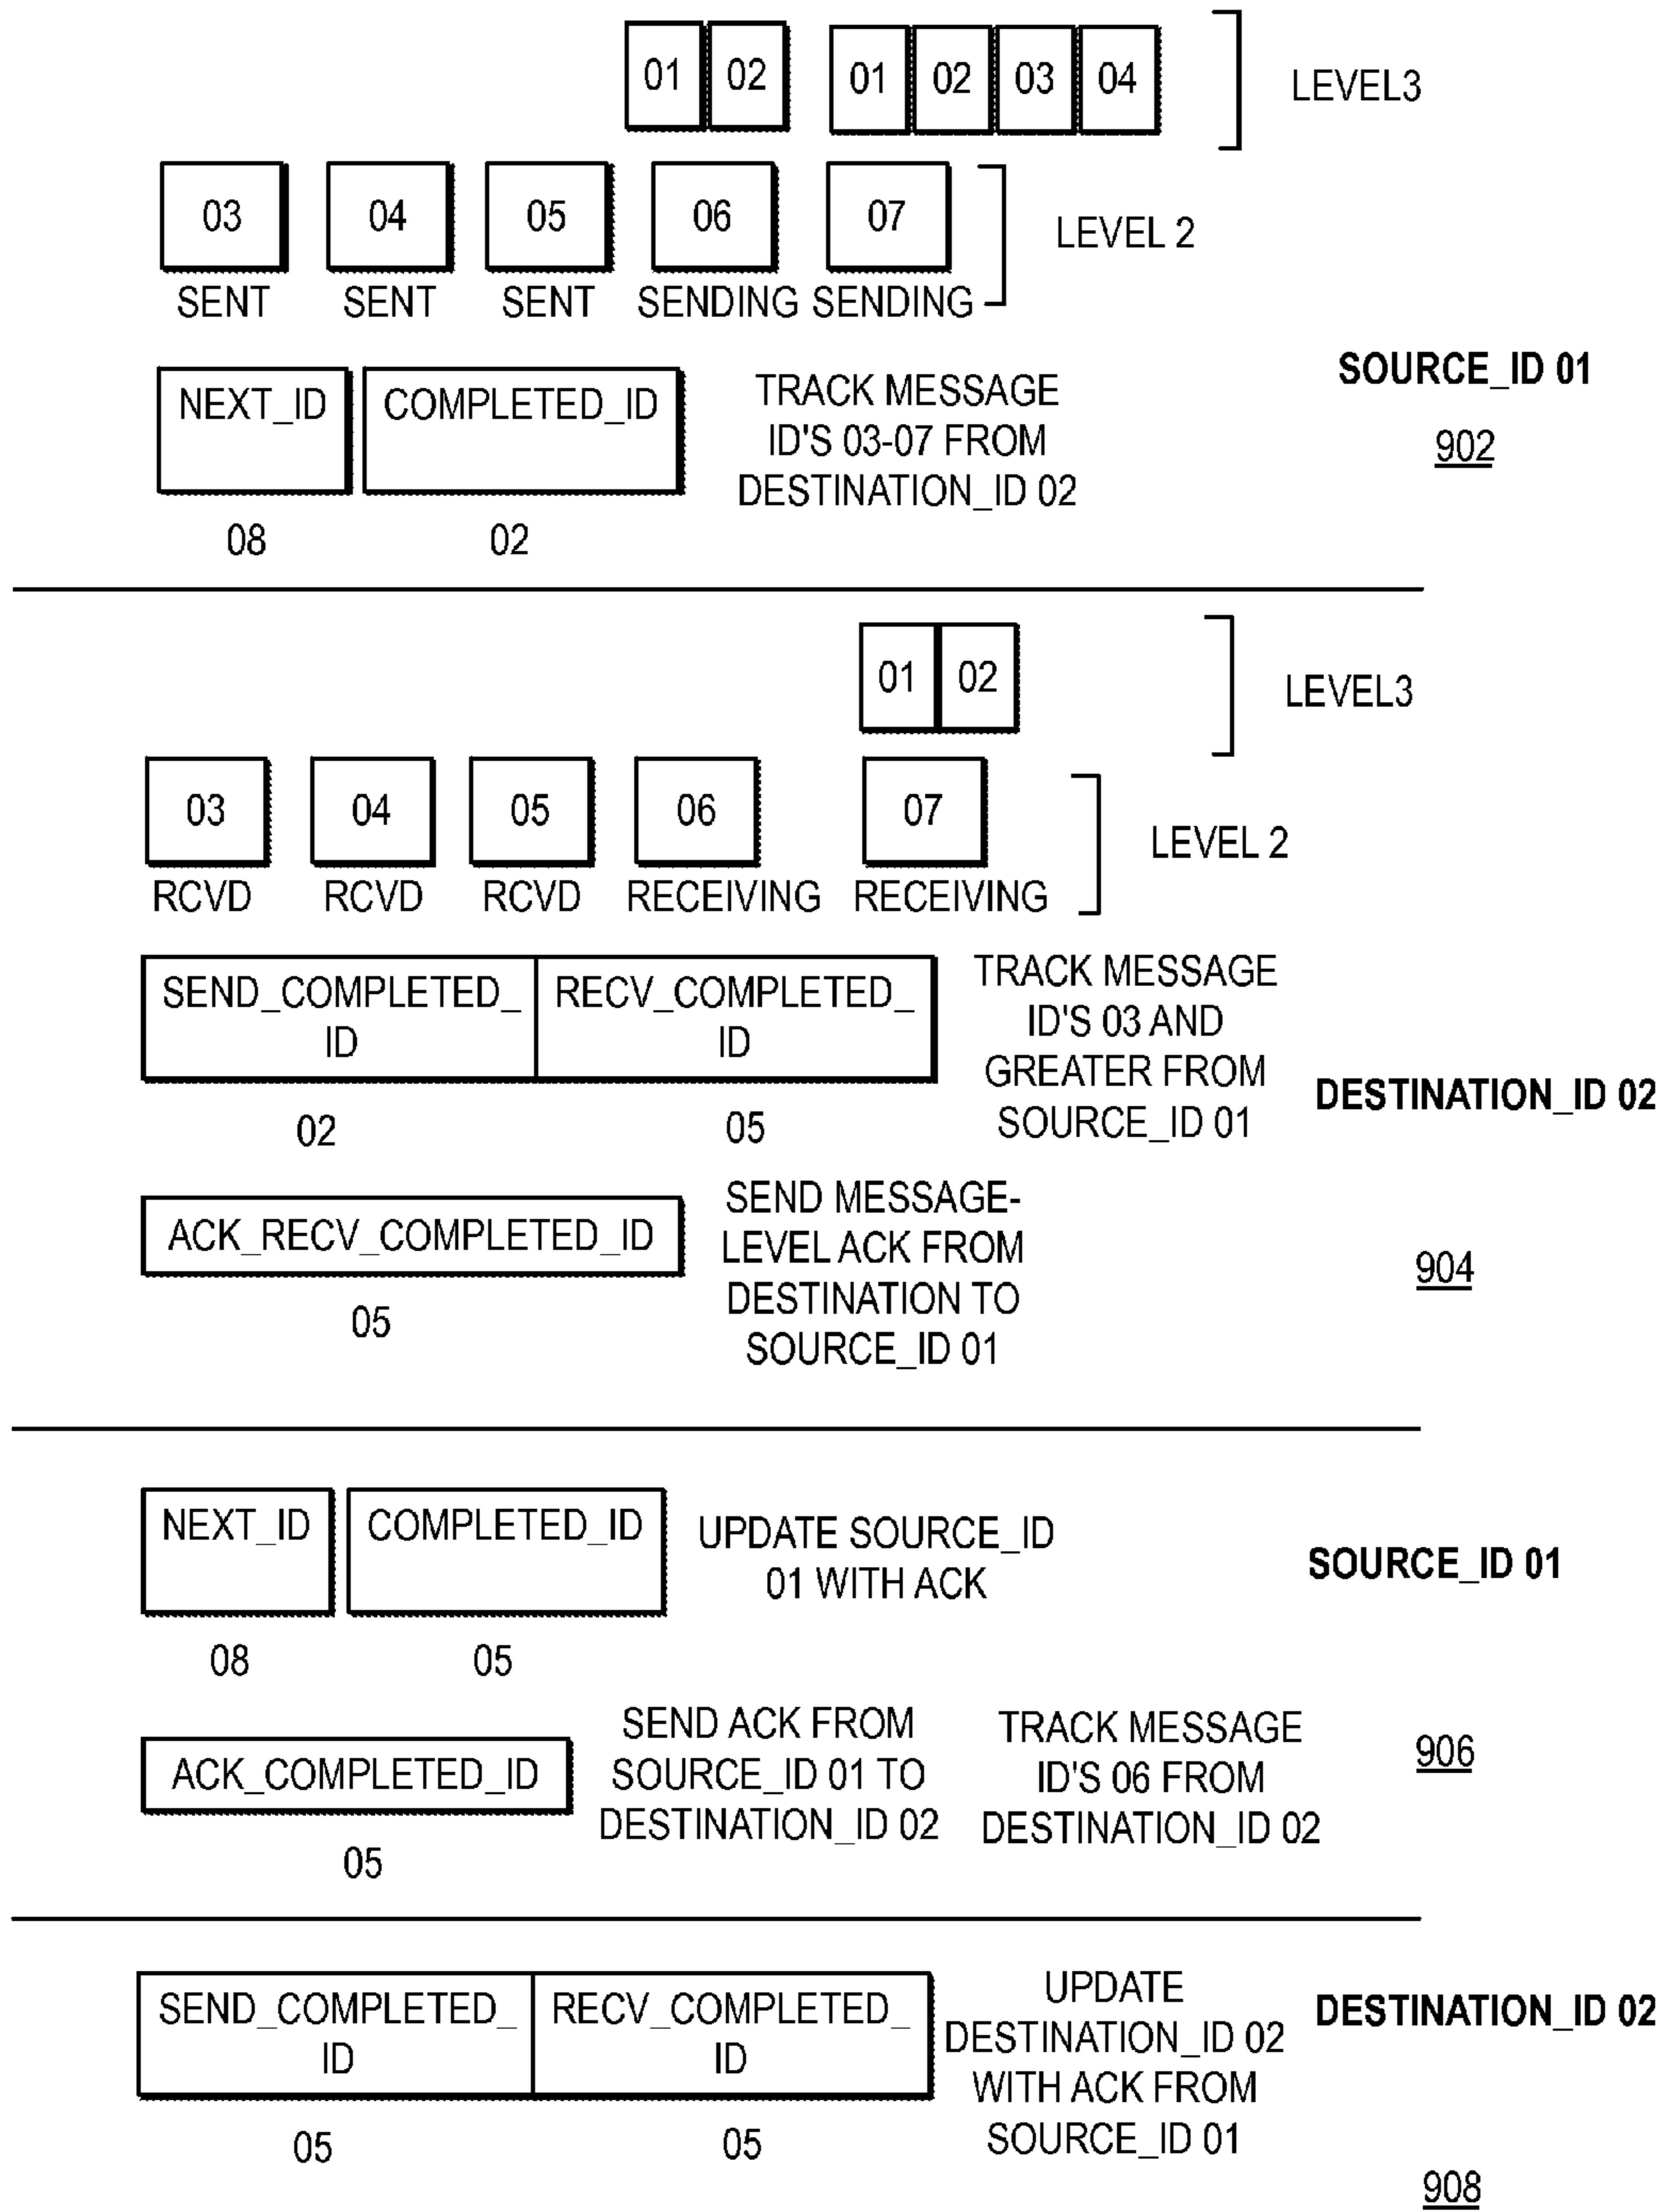 01 02 01 02 03 04
LEVEL3
03 04 05 06 07
LEVEL 2
SENT SENT SENT SENDING SENDING
NEXT_ID COMPLETED_ID
08 02
TRACK MESSAGE
ID'S 03-07 FROM
DESTINATION_ID 02
SOURCE_ID 01
902
01 02
LEVEL3
03 04 05 06 07
LEVEL 2
RCVD RCVD RCVD RECEIVING RECEIVING
SEND_COMPLETED_
ID
RECV_COMPLETED_
ID
02 05
TRACK MESSAGE
ID'S 03 AND
GREATER FROM
SOURCE_ID 01
DESTINATION_ID 02
ACK_RECV_COMPLETED_ID
05
SEND MESSAGE-
LEVEL ACK FROM
DESTINATION TO
SOURCE_ID 01
904
NEXT_ID COMPLETED_ID
08 05
UPDATE SOURCE_ID
01 WITH ACK
SOURCE_ID 01
ACK_COMPLETED_ID
05
SEND ACK FROM
SOURCE_ID 01 TO
DESTINATION_ID 02
TRACK MESSAGE
ID'S 06 FROM
DESTINATION_ID 02
906
SEND_COMPLETED_
ID
RECV_COMPLETED_
ID
05 05
UPDATE
DESTINATION_ID 02
WITH ACK FROM
SOURCE_ID 01
DESTINATION_ID 02
908